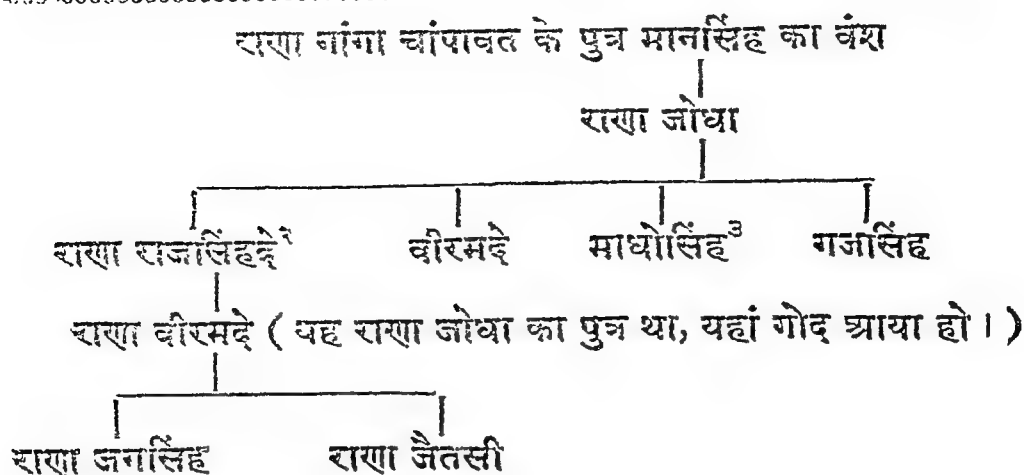 राणा गांगा चांपावत के पुत्र मानसिंह का वंश
राणा जोधा
राणा राजसिंहदे² वीरमदे माधोसिंह³ गजसिंह
राणा वीरमदे ( यह राणा जोधा का पुत्र था, यहां गोद आया हो । )
राणा जगसिंह राणा जैतसी